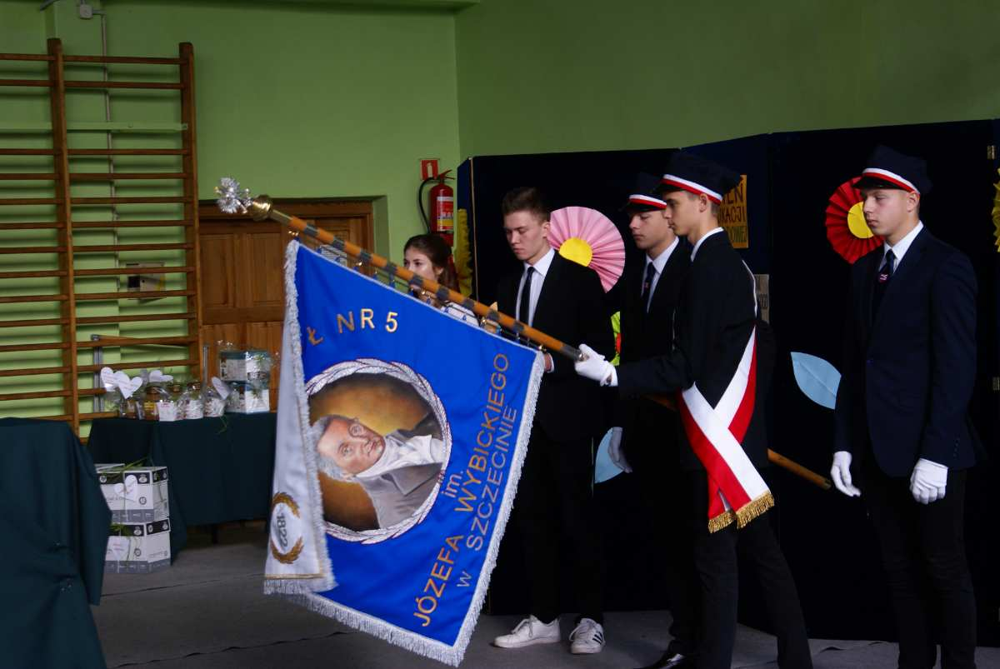 Ł NR 5
im.
JÓZEFA WYBICKIEGO
W SZCZECINIE
1822